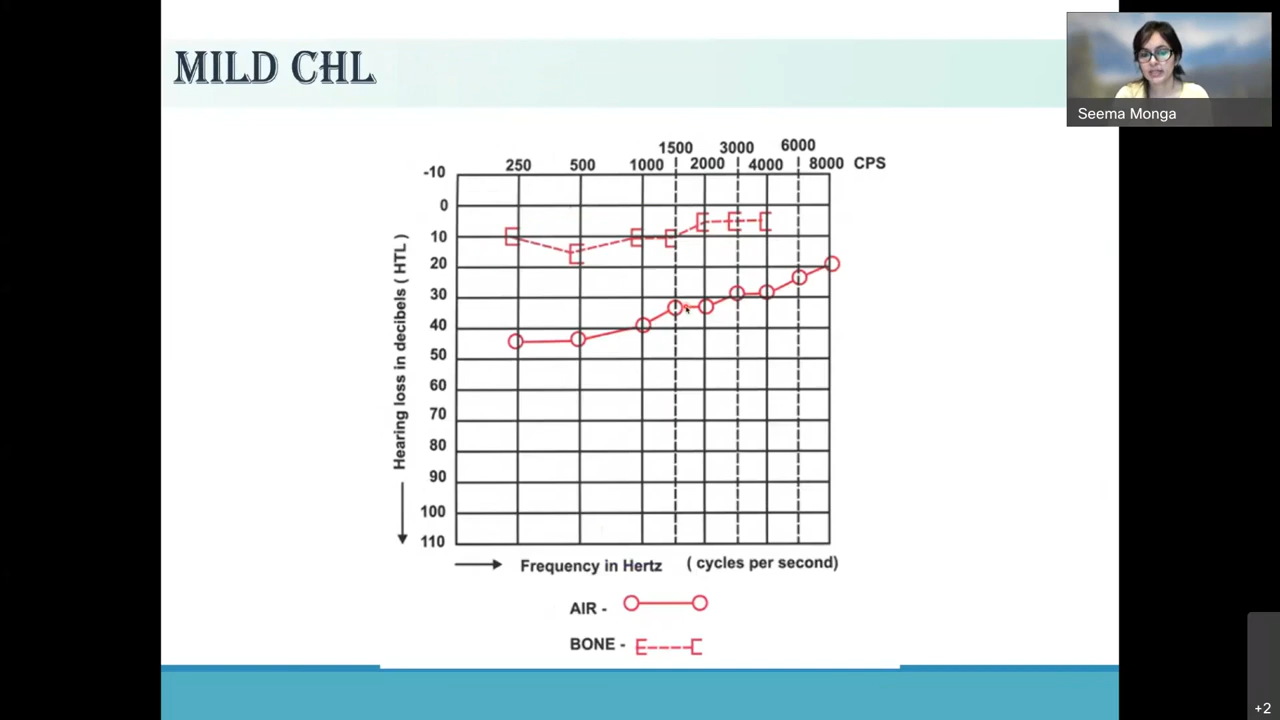 MILD CHL
Seema Monga
1500 3000 6000
250 500 1000 2000 4000 8000 CPS
-10
0
10
20
30
40
50
60
70
80
90
100
110
Hearing loss in decibels ( HTL )
Frequency in Hertz ( cycles per second)
AIR -
BONE -
+2